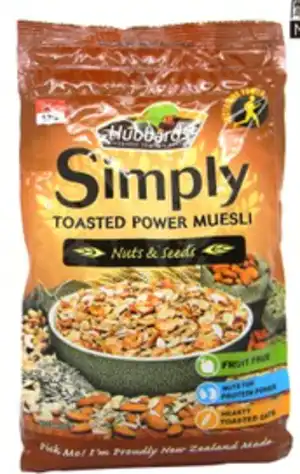 Hubbards
Simply
TOASTED POWER MUESLI
Nuts & Seeds
FRUIT FREE
NUTS FOR
PROTEIN POWER
HEARTY
TOASTED OATS
Pick Me! I'm Proudly New Zealand Made